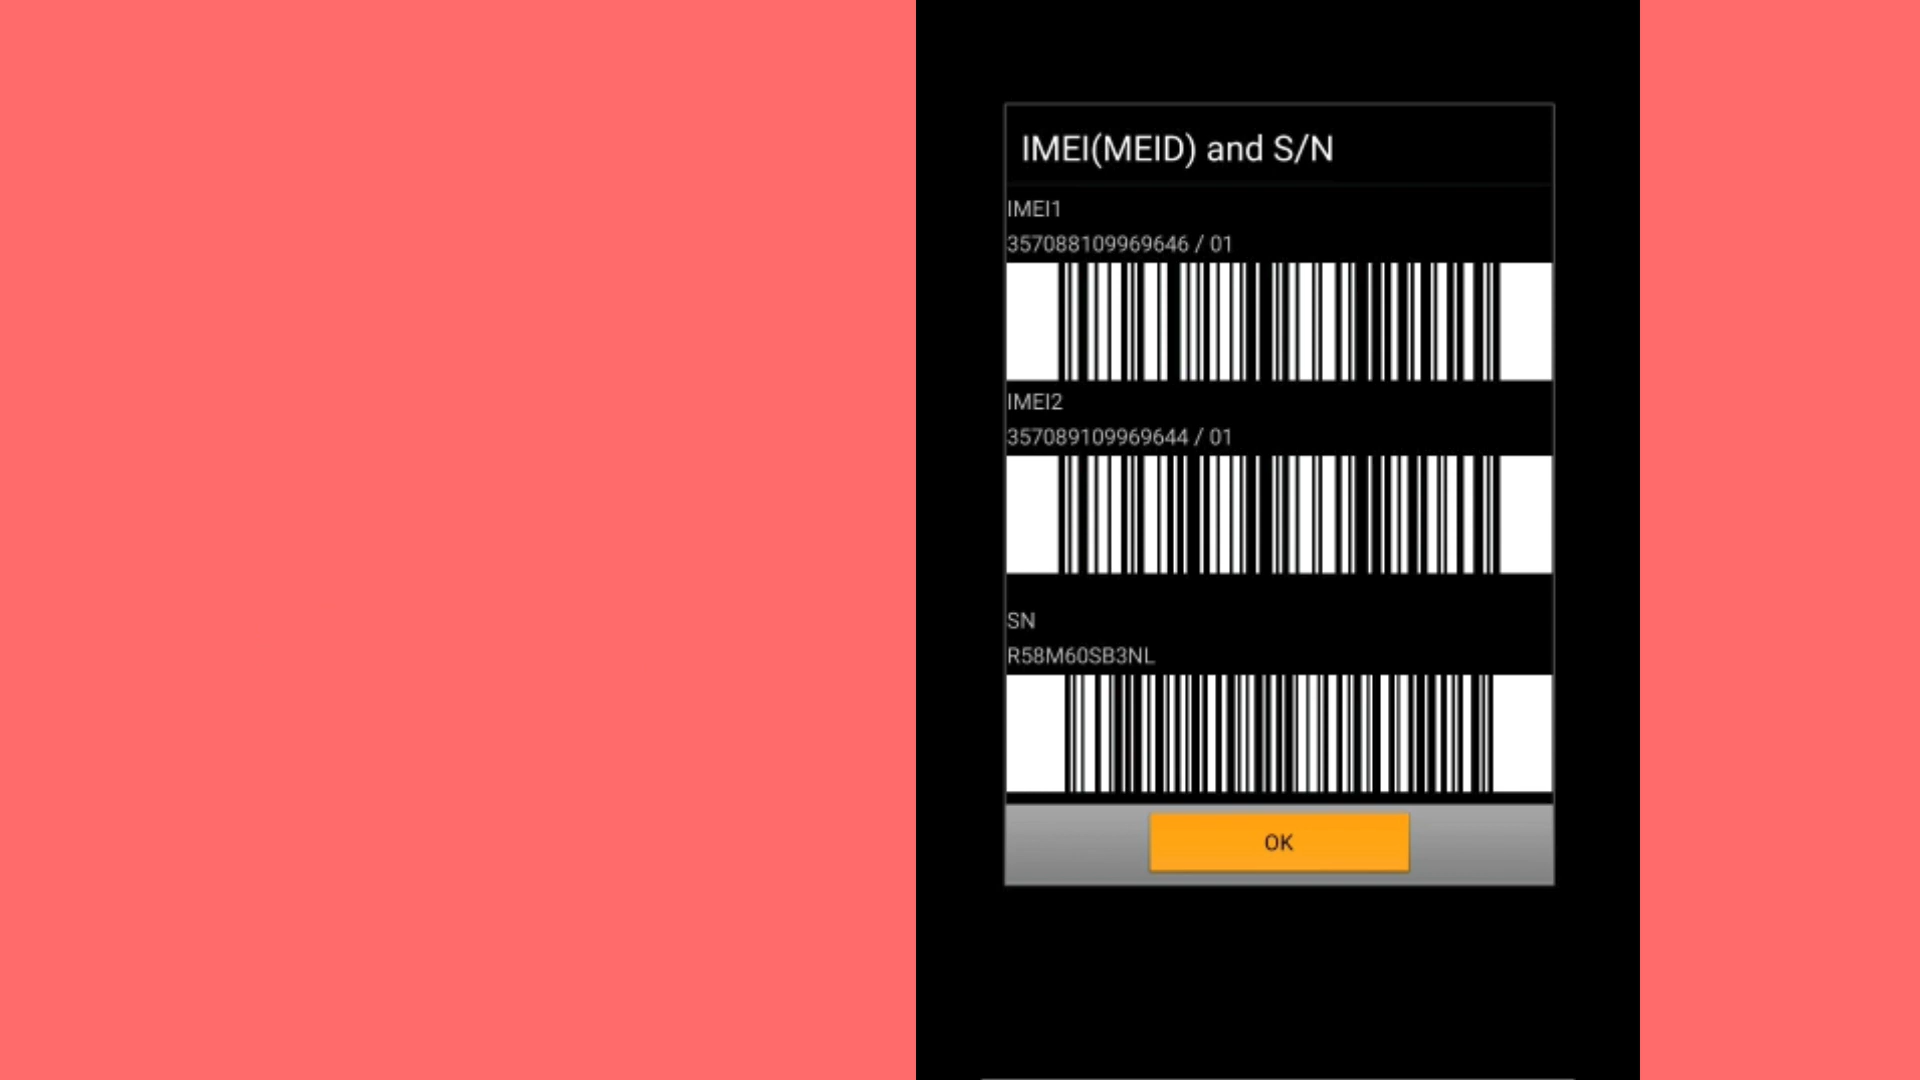 IMEI(MEID) and S/N
IMEI1
357088109969646 / 01
IMEI2
357089109969644 / 01
SN
R58M60SB3NL
OK